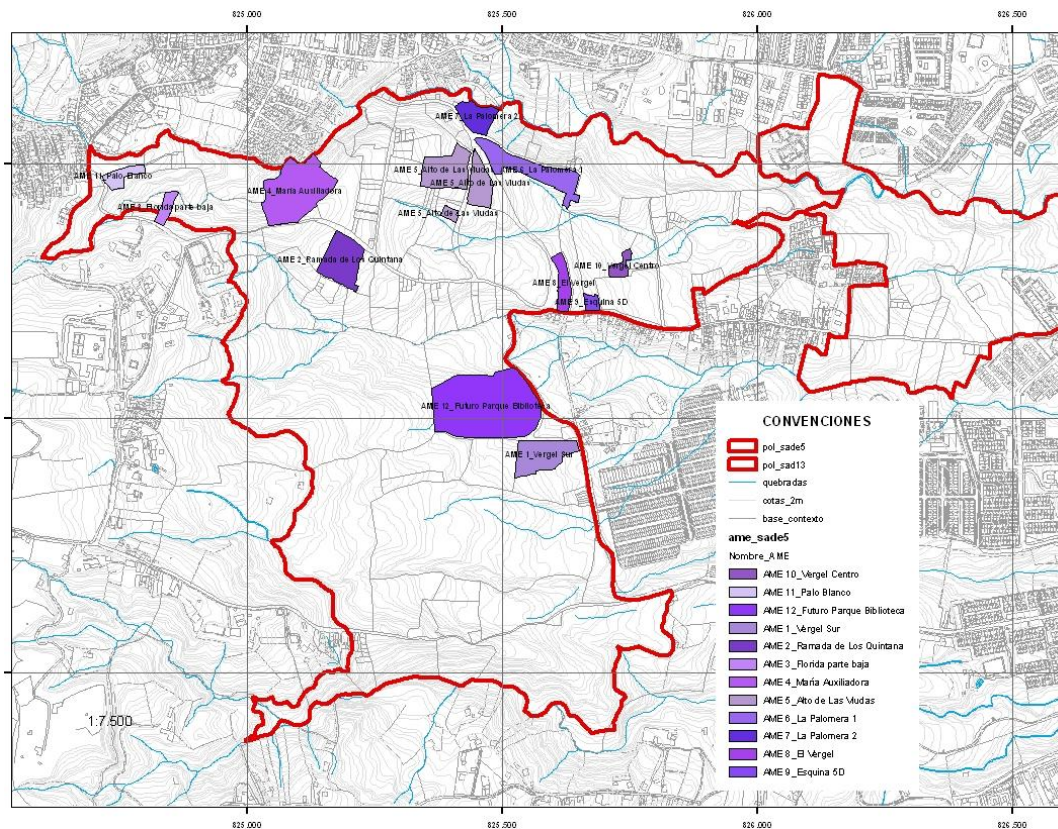 825.000 825.500 826.000 826.500
AME 7_La Palomera 2
AME 11_Palo_Blanco
AME 5_Alto de Las Viudas
AME 6_La Palomera 1
AME 4_María Auxiliadora
AME 5_Alto de Las Viudas
AME 3_Florida parte baja
AME 5_Alto de Las Viudas
AME 2_Ramada de Los Quintana
AME 10_Vergel Centro
AME 8_El Vergel
AME 9_Esquina 5D
AME 12_Futuro Parque Biblioteca
AME 1_Vergel Sur
CONVENCIONES
pol_sade5
pol_sad13
quebradas
cotas_2m
base_contexto
ame_sade5
Nombre_AME
AME 10_Vergel Centro
AME 11_Palo Blanco
AME 12_Futuro Parque Biblioteca
AME 1_Vergel Sur
AME 2_Ramada de Los Quintana
AME 3_Florida parte baja
AME 4_María Auxiliadora
AME 5_Alto de Las Viudas
AME 6_La Palomera 1
AME 7_La Palomera 2
AME 8_El Vergel
AME 9_Esquina 5D
1:7.500
825.000 825.500 826.000 826.500